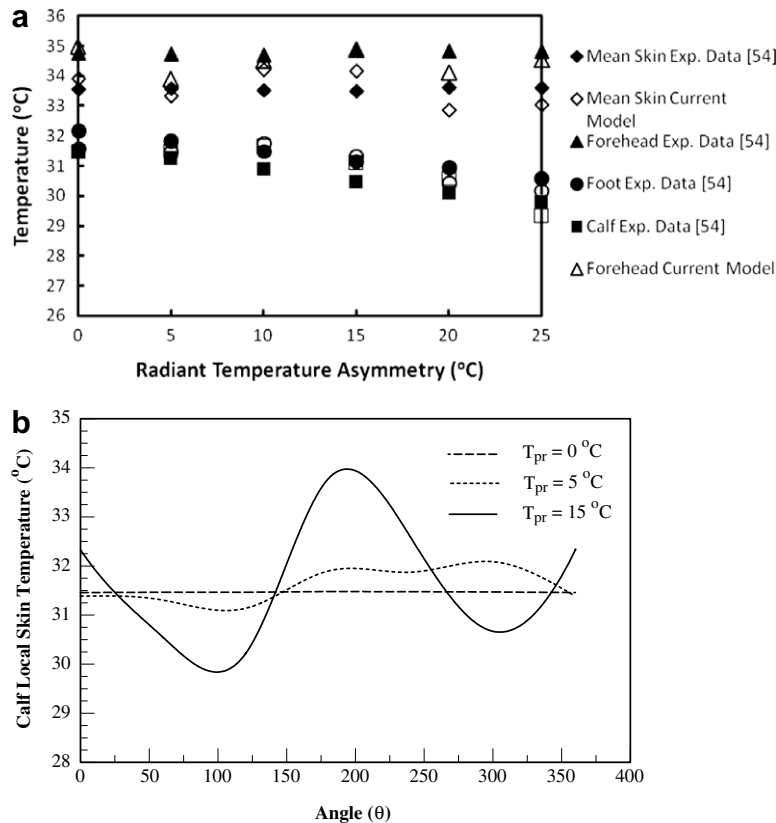 a
36
35
34
33
32
31
30
29
28
27
26
Temperature (°C)
0 5 10 15 20 25
Radiant Temperature Asymmetry (°C)
Mean Skin Exp. Data [54]
Mean Skin Current
Model
Forehead Exp. Data [54]
Foot Exp. Data [54]
Calf Exp. Data [54]
Forehead Current Model
b
35
34
33
32
31
30
29
28
Calf Local Skin Temperature (°C)
T_pr = 0 °C
T_pr = 5 °C
T_pr = 15 °C
0 50 100 150 200 250 300 350 400
Angle (θ)